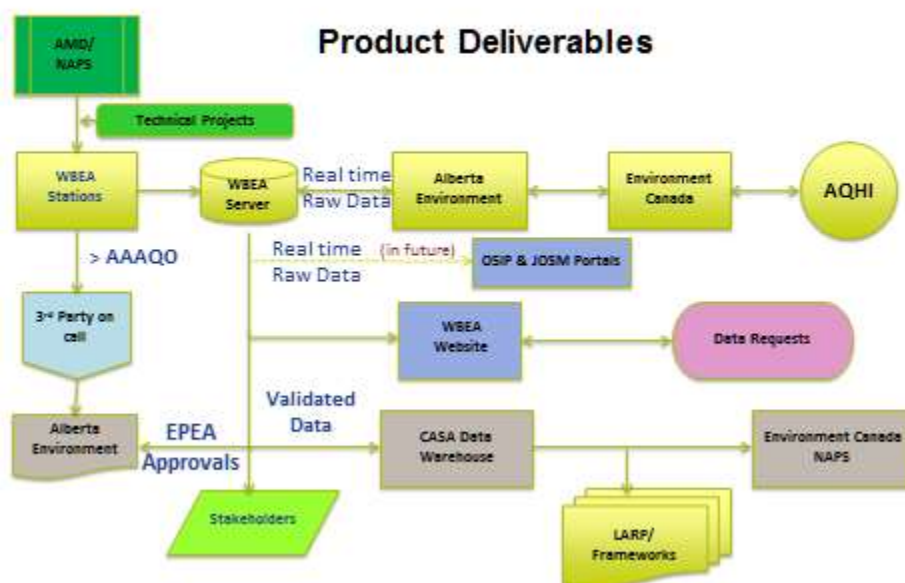 Product Deliverables
AMD/
NAPS
Technical Projects
WBEA
Stations
WBEA
Server
Real time
Raw Data
Alberta
Environment
Environment
Canada
AQHI
> AAAQO
Real time (in future)
Raw Data
OSIP & JOSM Portals
3rd Party on
call
WBEA
Website
Data Requests
Alberta
Environment
EPEA
Approvals
Validated
Data
CASA Data
Warehouse
Environment Canada
NAPS
Stakeholders
LARP/
Frameworks